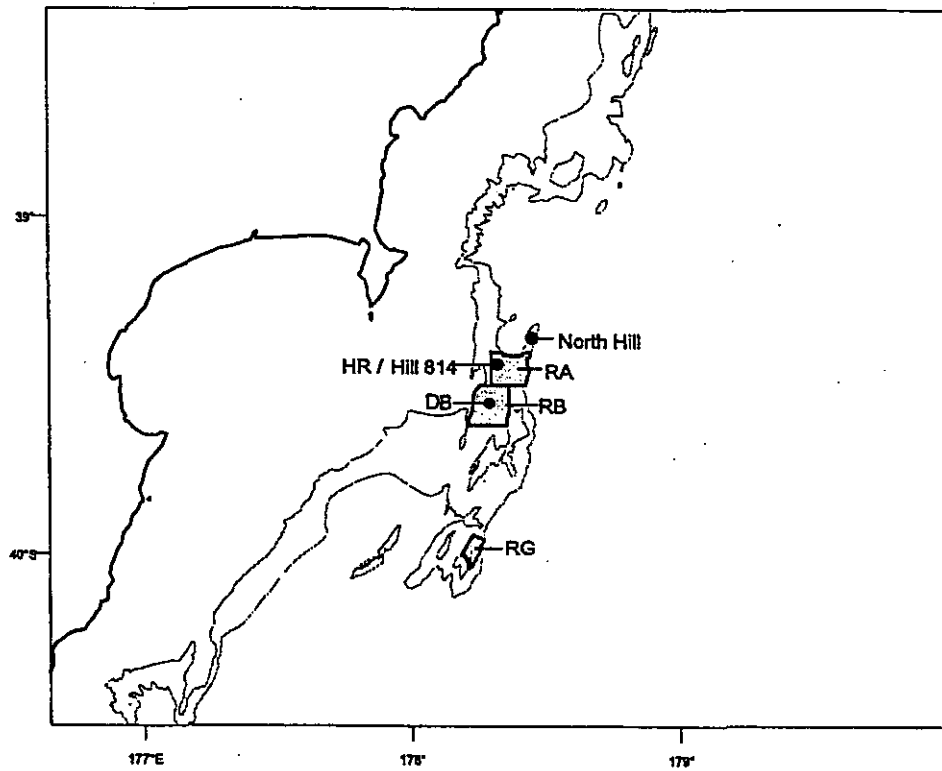 39°
North Hill
HR / Hill 814
RA
DB
RB
40°S
RG
177°E
178°
179°